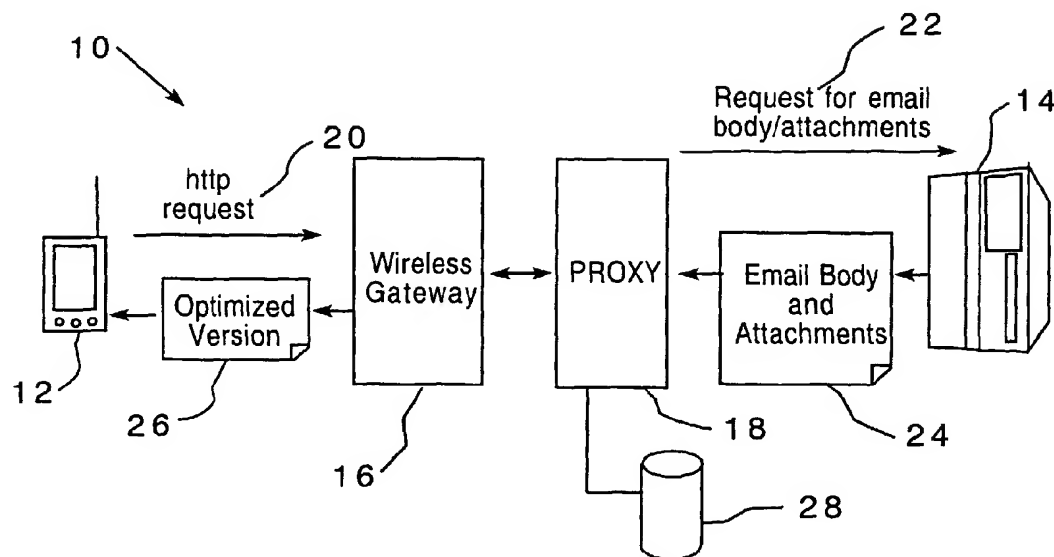 10
22
Request for email
body/attachments
14
20
http
request
Wireless
Gateway
PROXY
Email Body
and
Attachments
Optimized
Version
12
26
16
18
24
28